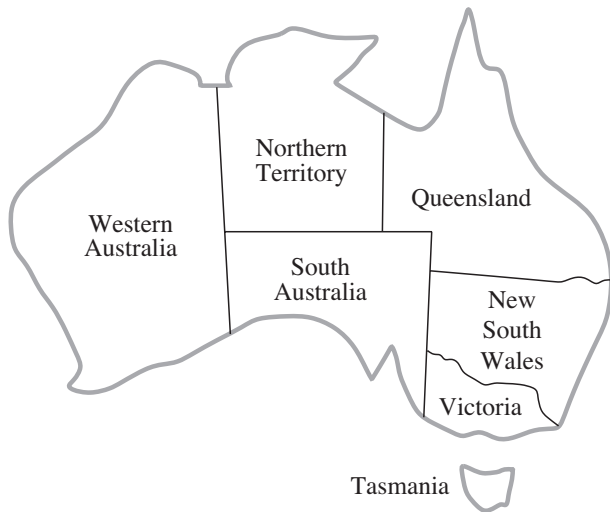 Northern
Territory
Queensland
Western
Australia
South
Australia
New
South
Wales
Victoria
Tasmania